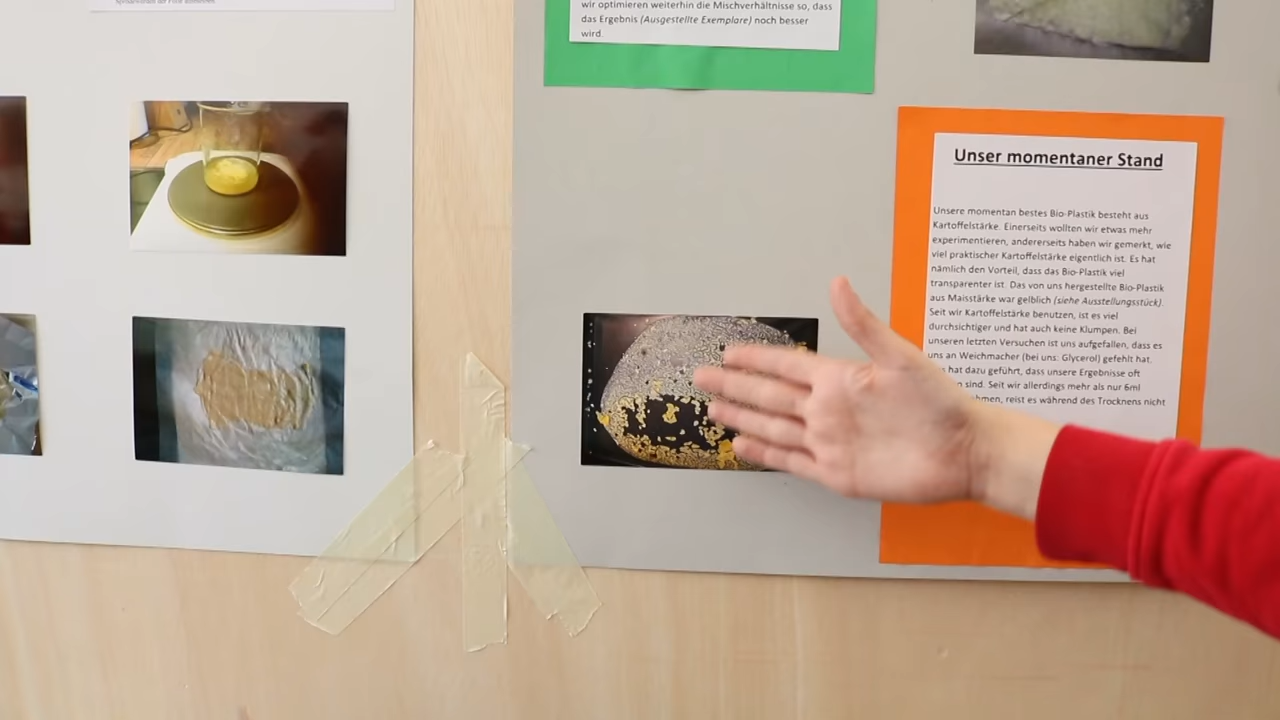 wir optimieren weiterhin die Mischverhältnisse so, dass
das Ergebnis (Ausgestellte Exemplare) noch besser
wird.
Unser momentaner Stand
Unsere momentan bestes Bio-Plastik besteht aus
Kartoffelstärke. Einerseits wollten wir etwas mehr
experimentieren, andererseits haben wir gemerkt, wie
viel praktischer Kartoffelstärke eigentlich ist. Es hat
nämlich den Vorteil, dass das Bio-Plastik viel
transparenter ist. Das von uns hergestellte Bio-Plastik
aus Maisstärke war gelblich (siehe Ausstellungsstück).
Seit wir Kartoffelstärke benutzen, ist es viel
durchsichtiger und hat auch keine Klumpen. Bei
unseren letzten Versuchen ist uns aufgefallen, dass es
uns an Weichmacher (bei uns: Glycerol) gefehlt hat.
hat dazu geführt, dass unsere Ergebnisse oft
sind. Seit wir allerdings mehr als nur 6ml
reist es während des Trocknens nicht